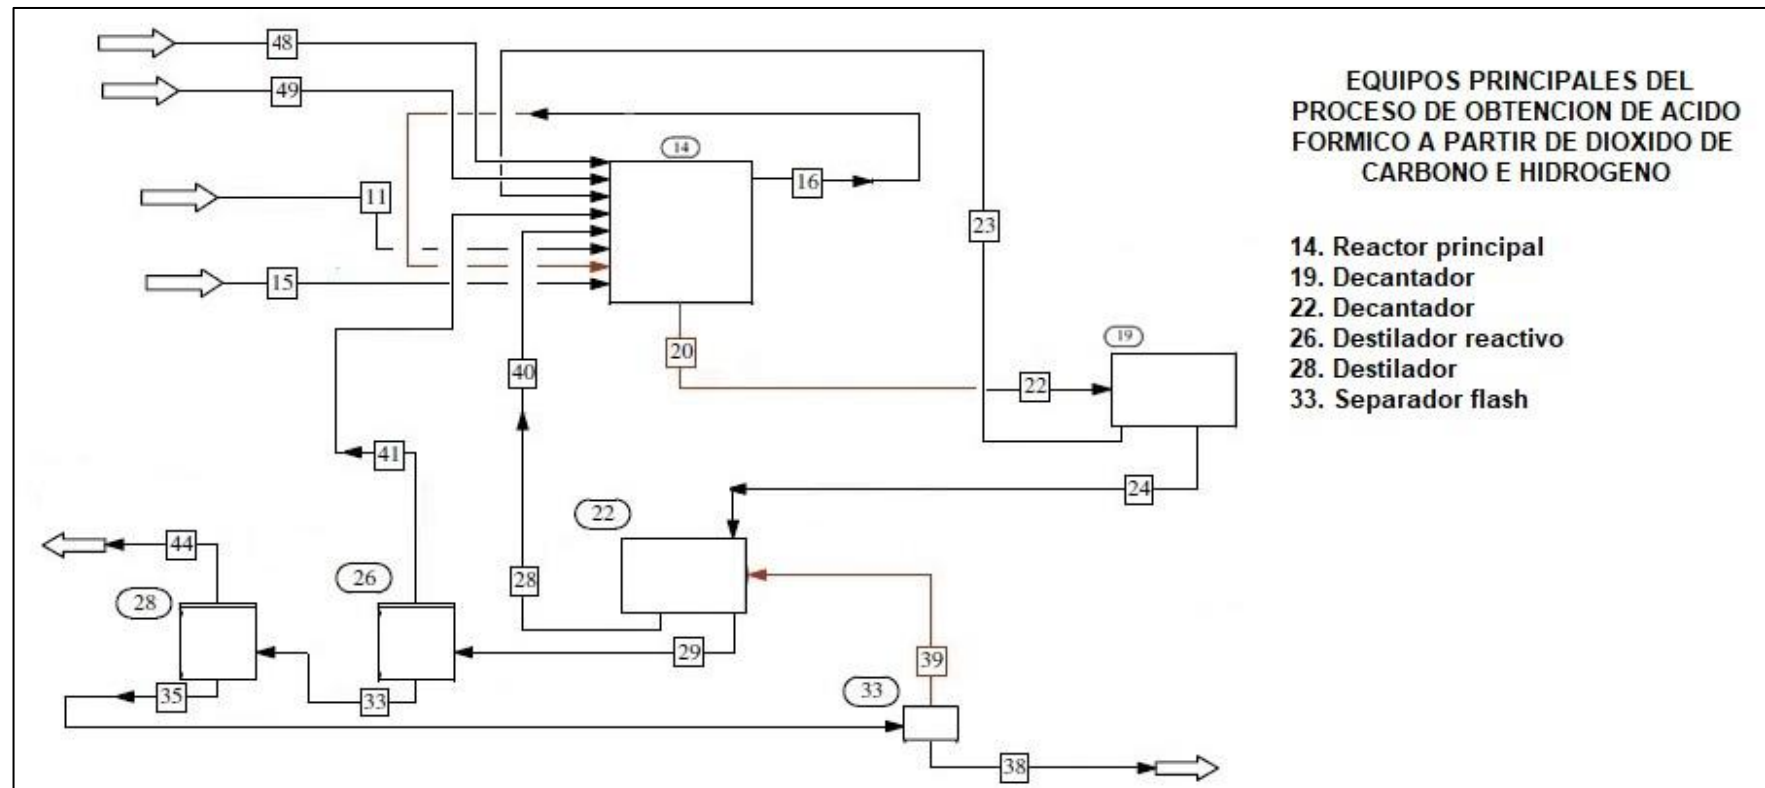 48
49
EQUIPOS PRINCIPALES DEL
PROCESO DE OBTENCION DE ACIDO
FORMICO A PARTIR DE DIOXIDO DE
CARBONO E HIDROGENO
14
16
11
23
15
14. Reactor principal
19. Decantador
22. Decantador
26. Destilador reactivo
28. Destilador
33. Separador flash
20
19
40
22
41
24
22
44
26
28
28
29
39
35
33
33
38